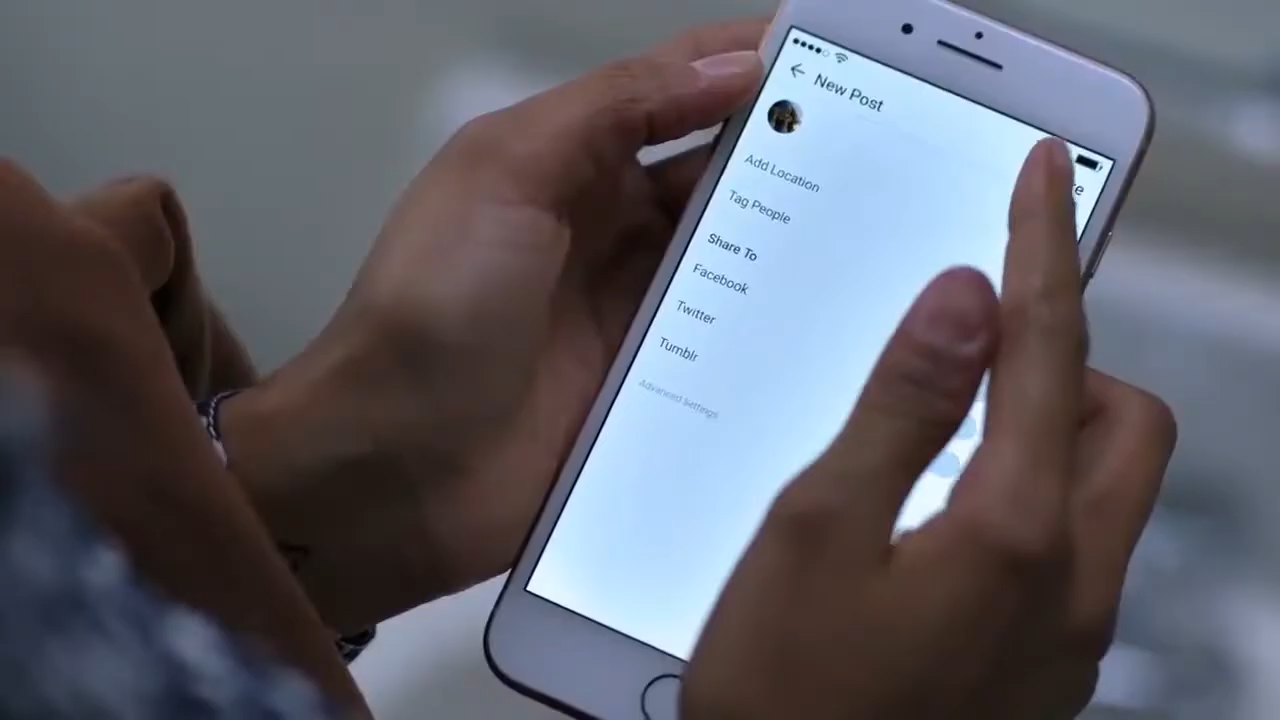 New Post
Add Location
Tag People
Share To
Facebook
Twitter
Tumblr
Advanced Settings